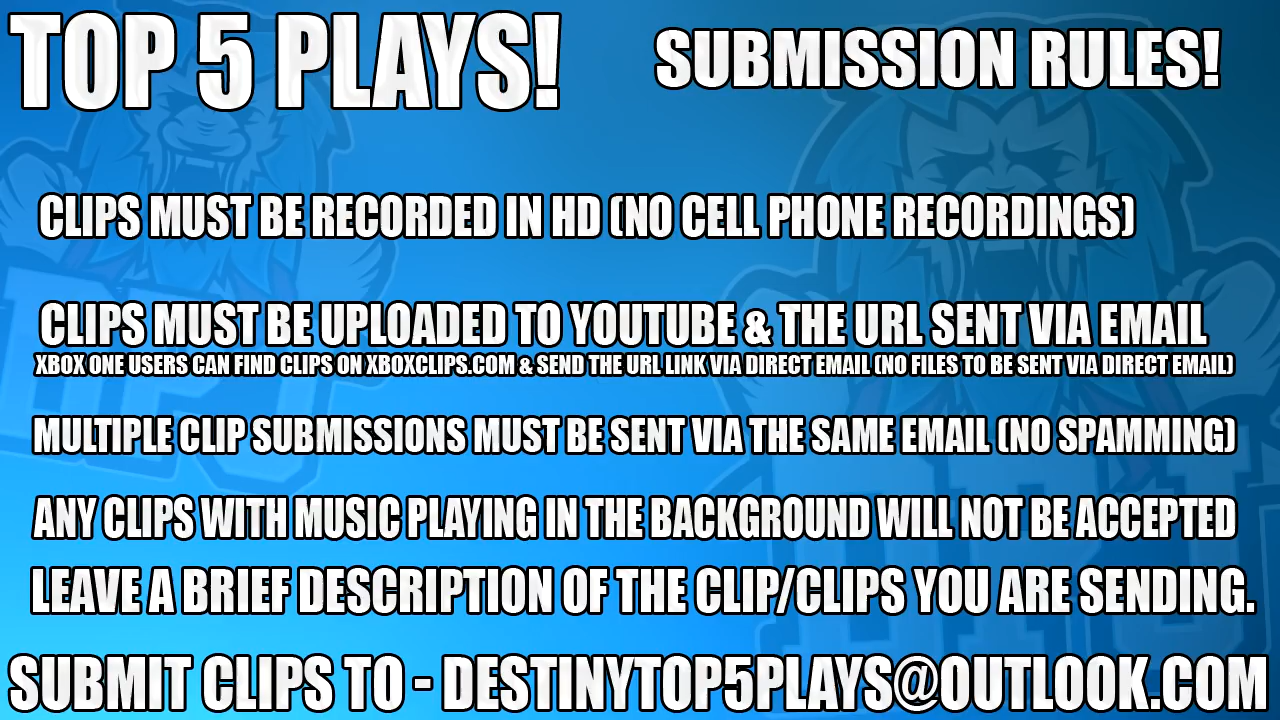 TOP 5 PLAYS!
SUBMISSION RULES!
CLIPS MUST BE RECORDED IN HD (NO CELL PHONE RECORDINGS)
CLIPS MUST BE UPLOADED TO YOUTUBE & THE URL SENT VIA EMAIL
XBOX ONE USERS CAN FIND CLIPS ON XBOXCLIPS.COM & SEND THE URL LINK VIA DIRECT EMAIL (NO FILES TO BE SENT VIA DIRECT EMAIL)
MULTIPLE CLIP SUBMISSIONS MUST BE SENT VIA THE SAME EMAIL (NO SPAMMING)
ANY CLIPS WITH MUSIC PLAYING IN THE BACKGROUND WILL NOT BE ACCEPTED
LEAVE A BRIEF DESCRIPTION OF THE CLIP/CLIPS YOU ARE SENDING.
SUBMIT CLIPS TO - DESTINYTOP5PLAYS@OUTLOOK.COM